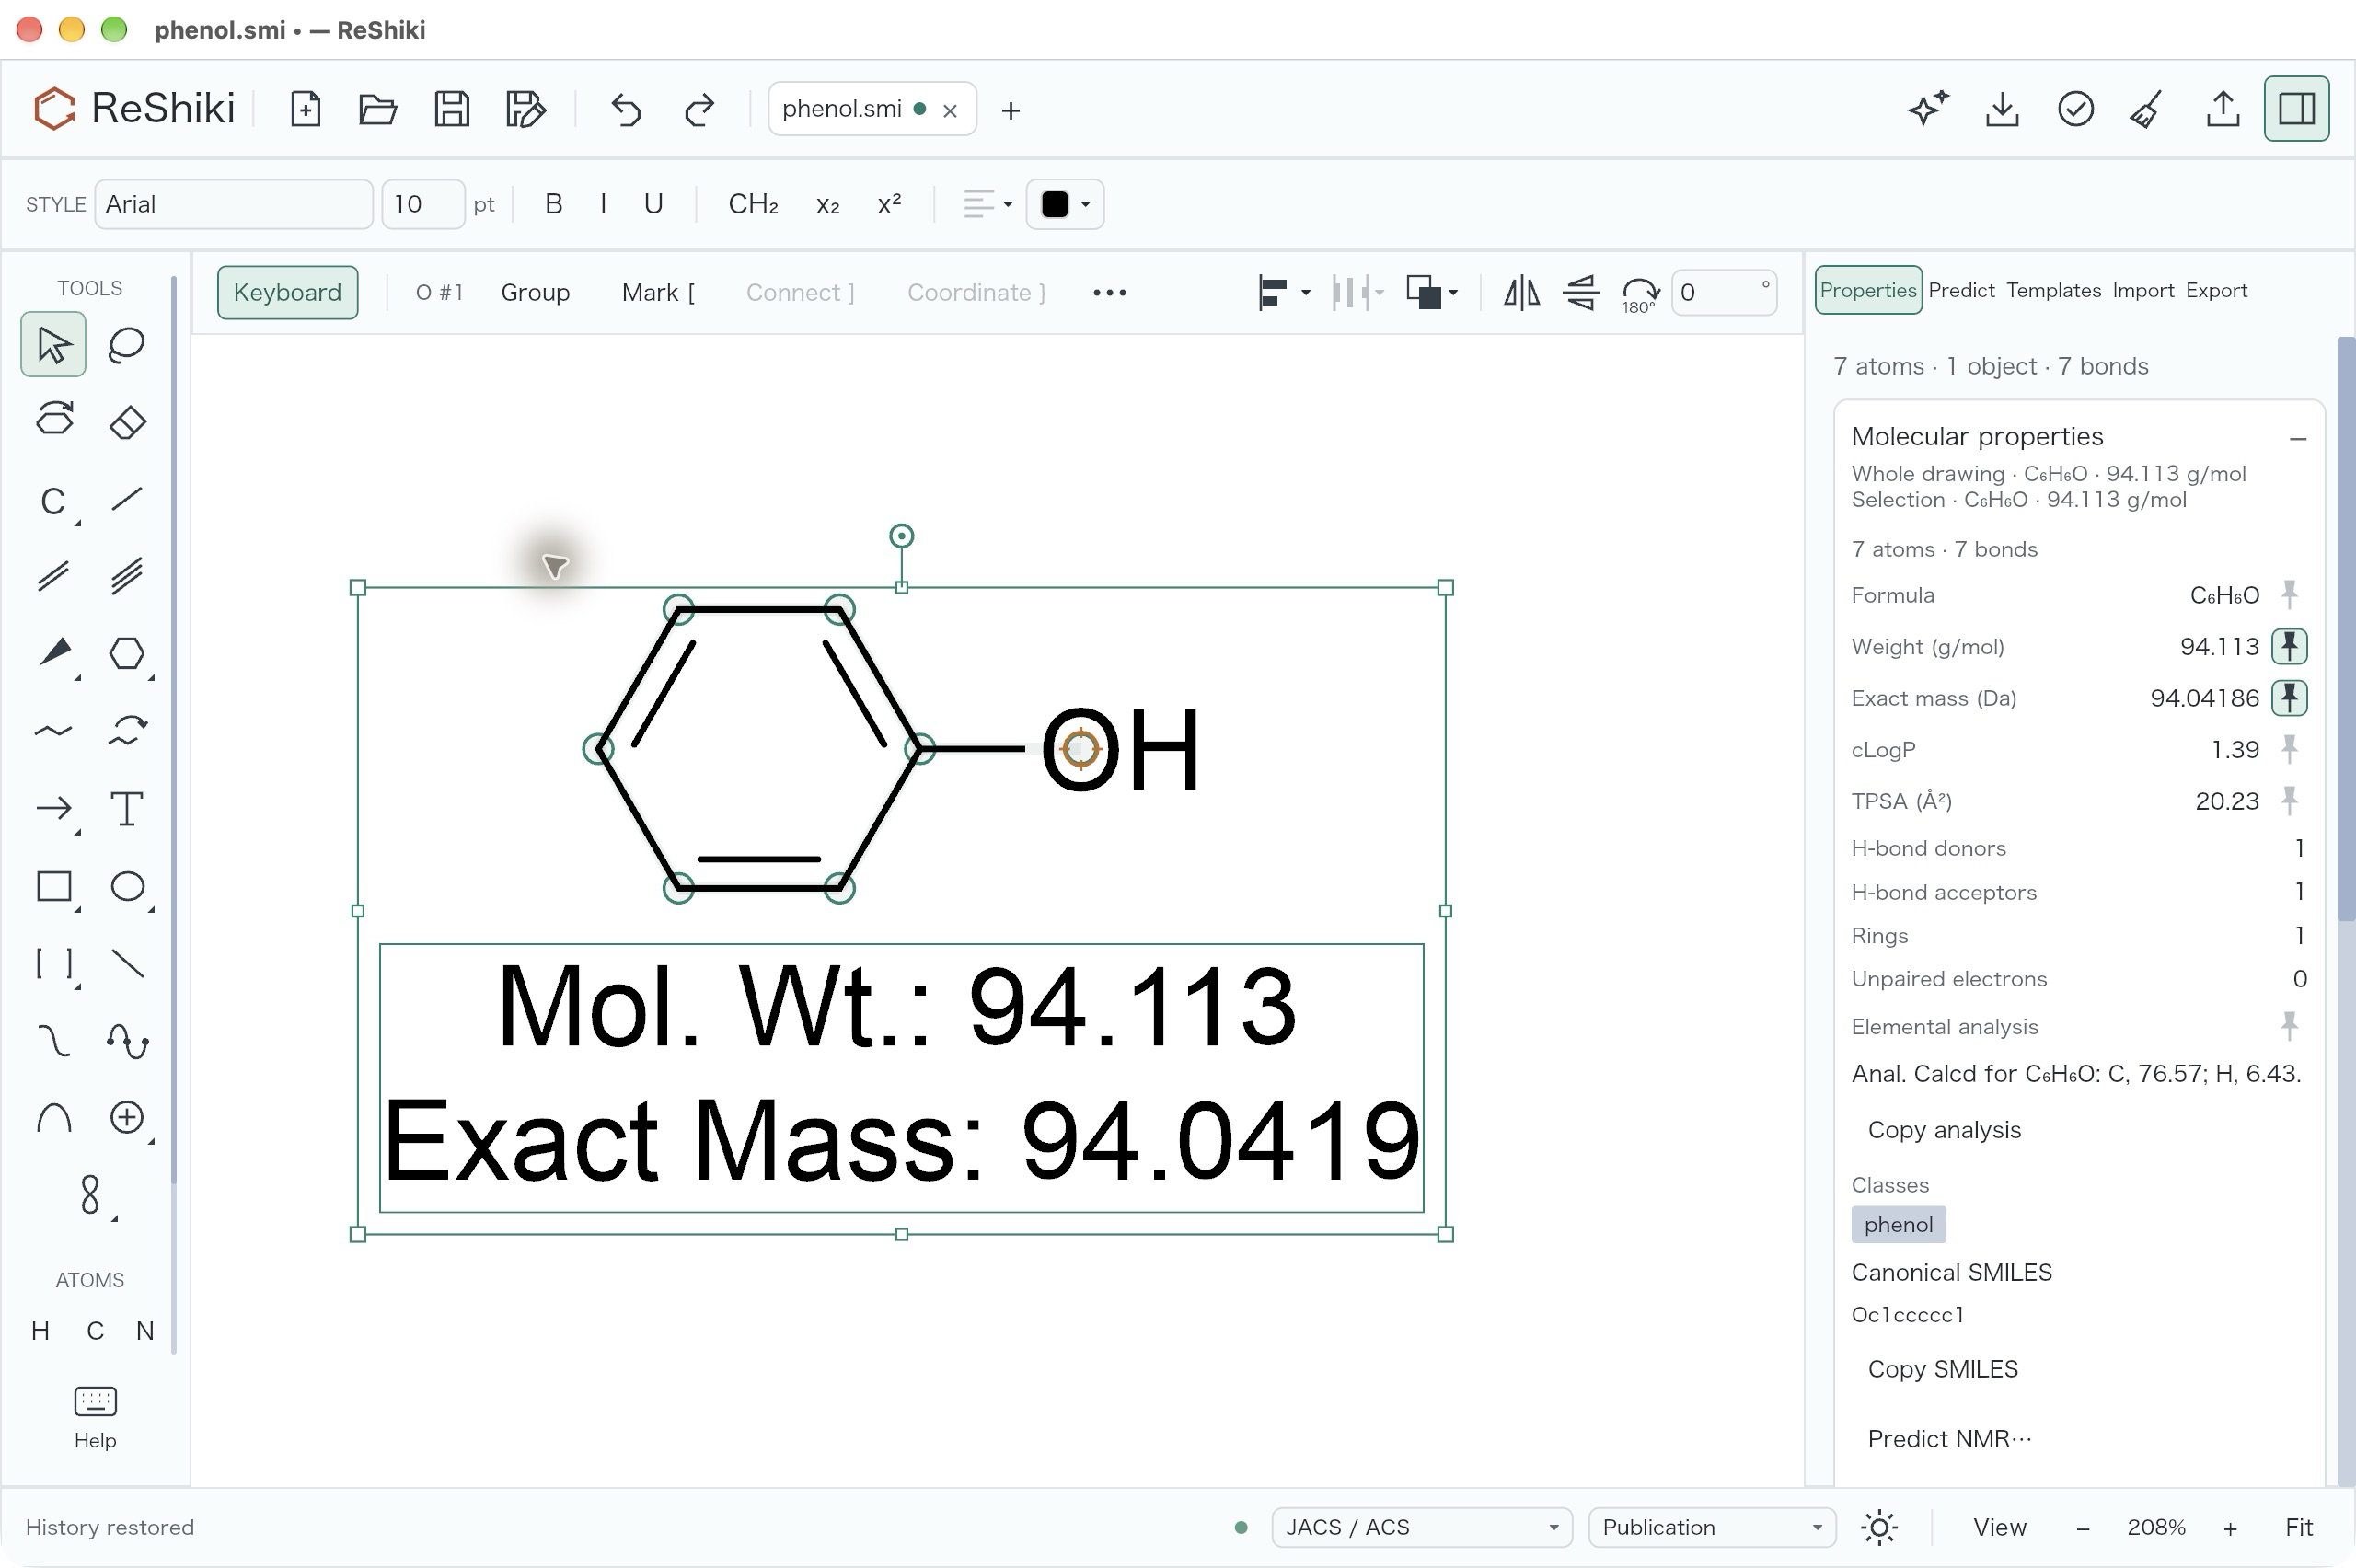 phenol.smi • — ReShiki
ReShiki
phenol.smi ● × +
STYLE Arial 10 pt B I U CH₂ x₂ x²
TOOLS
Keyboard O #1 Group Mark [ Connect ] Coordinate } ••• 180° 0 °
Properties Predict Templates Import Export
C
T
[ ]
ATOMS
H C N
Help
OH
Mol. Wt.: 94.113
Exact Mass: 94.0419
7 atoms · 1 object · 7 bonds
Molecular properties –
Whole drawing · C₆H₆O · 94.113 g/mol
Selection · C₆H₆O · 94.113 g/mol
7 atoms · 7 bonds
Formula C₆H₆O
Weight (g/mol) 94.113
Exact mass (Da) 94.04186
cLogP 1.39
TPSA (Å²) 20.23
H-bond donors 1
H-bond acceptors 1
Rings 1
Unpaired electrons 0
Elemental analysis
Anal. Calcd for C₆H₆O: C, 76.57; H, 6.43.
Copy analysis
Classes
phenol
Canonical SMILES
Oc1ccccc1
Copy SMILES
Predict NMR···
History restored
JACS / ACS Publication View – 208% + Fit